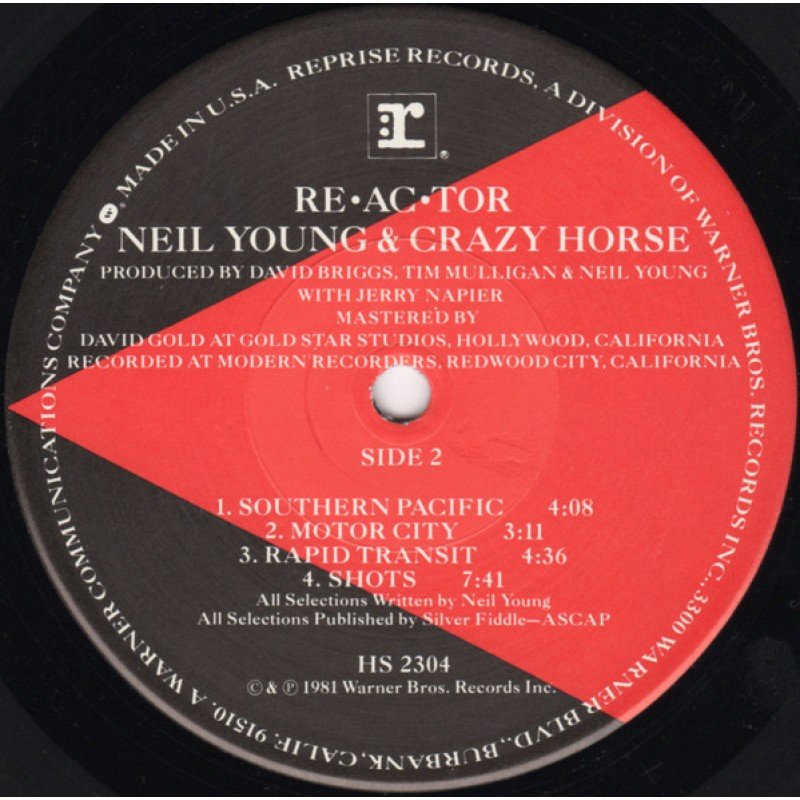 MADE IN U.S.A. REPRISE RECORDS, A DIVISION OF WARNER BROS. RECORDS INC., 3300 WARNER BLVD., BURBANK, CALIF. 91510. A WARNER COMMUNICATIONS COMPANY
r
®
RE•AC•TOR
NEIL YOUNG & CRAZY HORSE
PRODUCED BY DAVID BRIGGS, TIM MULLIGAN & NEIL YOUNG
WITH JERRY NAPIER
MASTERED BY
DAVID GOLD AT GOLD STAR STUDIOS, HOLLYWOOD, CALIFORNIA
RECORDED AT MODERN RECORDERS, REDWOOD CITY, CALIFORNIA
SIDE 2
1. SOUTHERN PACIFIC 4:08
2. MOTOR CITY 3:11
3. RAPID TRANSIT 4:36
4. SHOTS 7:41
All Selections Written by Neil Young
All Selections Published by Silver Fiddle—ASCAP
HS 2304
© & ℗ 1981 Warner Bros. Records Inc.